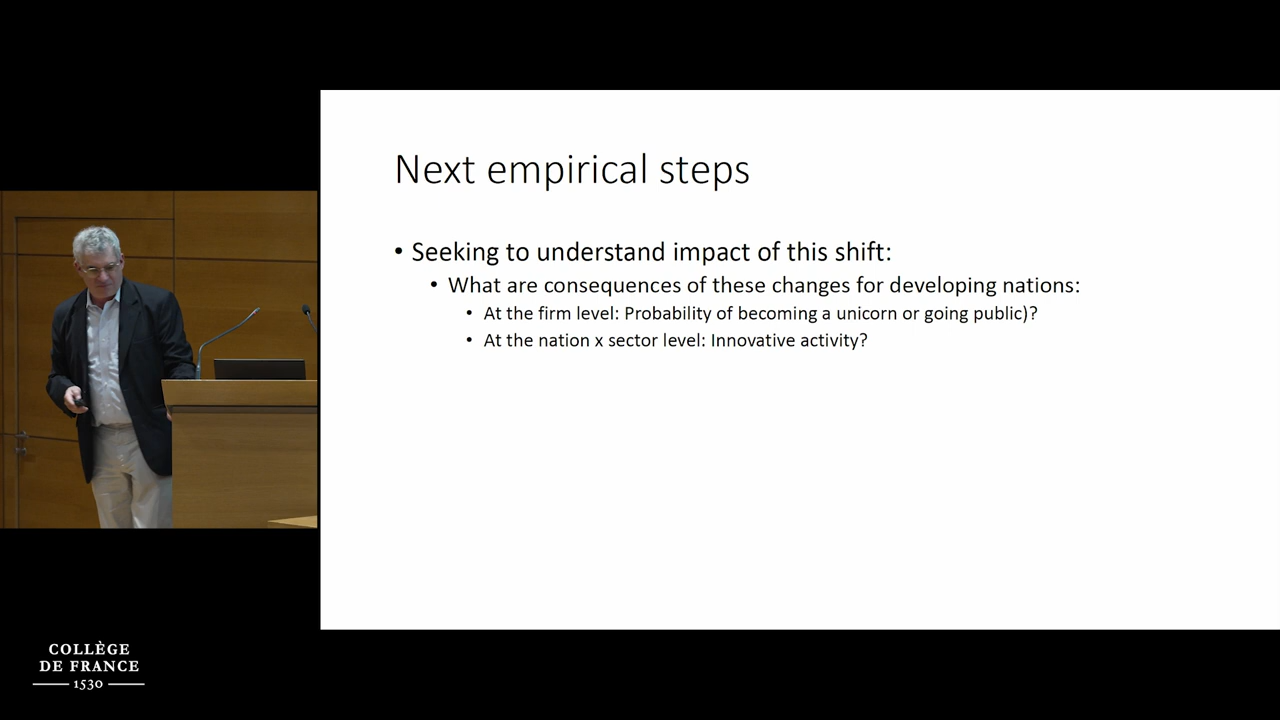 Next empirical steps
• Seeking to understand impact of this shift:
• What are consequences of these changes for developing nations:
• At the firm level: Probability of becoming a unicorn or going public)?
• At the nation x sector level: Innovative activity?
COLLÈGE
DE FRANCE
1530